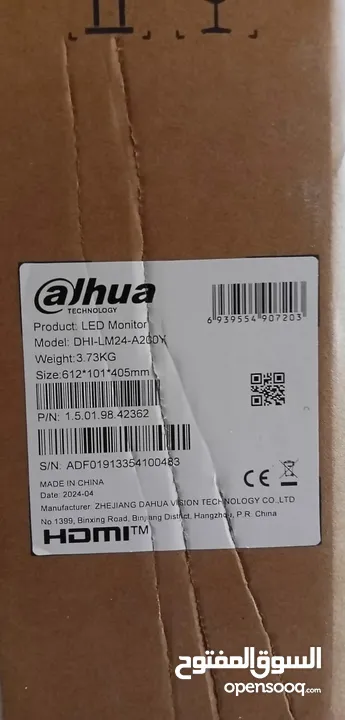 alhua
TECHNOLOGY
Product: LED Monitor
Model: DHI-LM24-A200Y
Weight:3.73KG
Size:612*101*405mm
6 939554 907203
P/N: 1.5.01.98.42362
S/N: ADF01913354100483
MADE IN CHINA
Date: 2024-04
CE
Manufacturer: ZHEJIANG DAHUA VISION TECHNOLOGY CO.,LTD
No.1399, Binxing Road, Binjiang District, Hangzhou, P.R. China
HDMI™
السوق المفتوح
opensooq.com